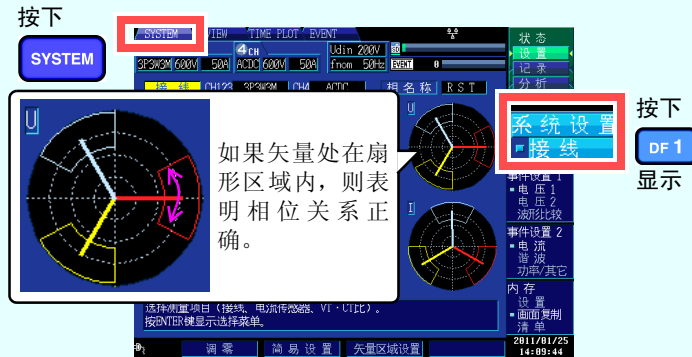 按下
SYSTEM
SYSTEM VIEW TIME PLOT EVENT
4CH Udin 200V SD
3P3W3M 600V 50A ACDC 600V 50A fnom 50Hz EVENT 0
接 线 CH123 3P3W3M CH4 ACDC 相 名 称 R S T
U
如果矢量处在扇
形区域内，则表
明相位关系正
确。
U
I
状 态
设 置
记 录
分 析
系 统 设 置
接 线
按下
DF 1
显示
事件设置 1
电 压 1
电 压 2
波形比较
事件设置 2
电 流
谐 波
功率/其它
内 存
设 置
画面复制
清 单
选择测量项目（接线、电流传感器、VT・CT比）。
按ENTER键显示选择菜单。
调 零 简 易 设 置 矢量区域设置
2011/01/25
14:09:44